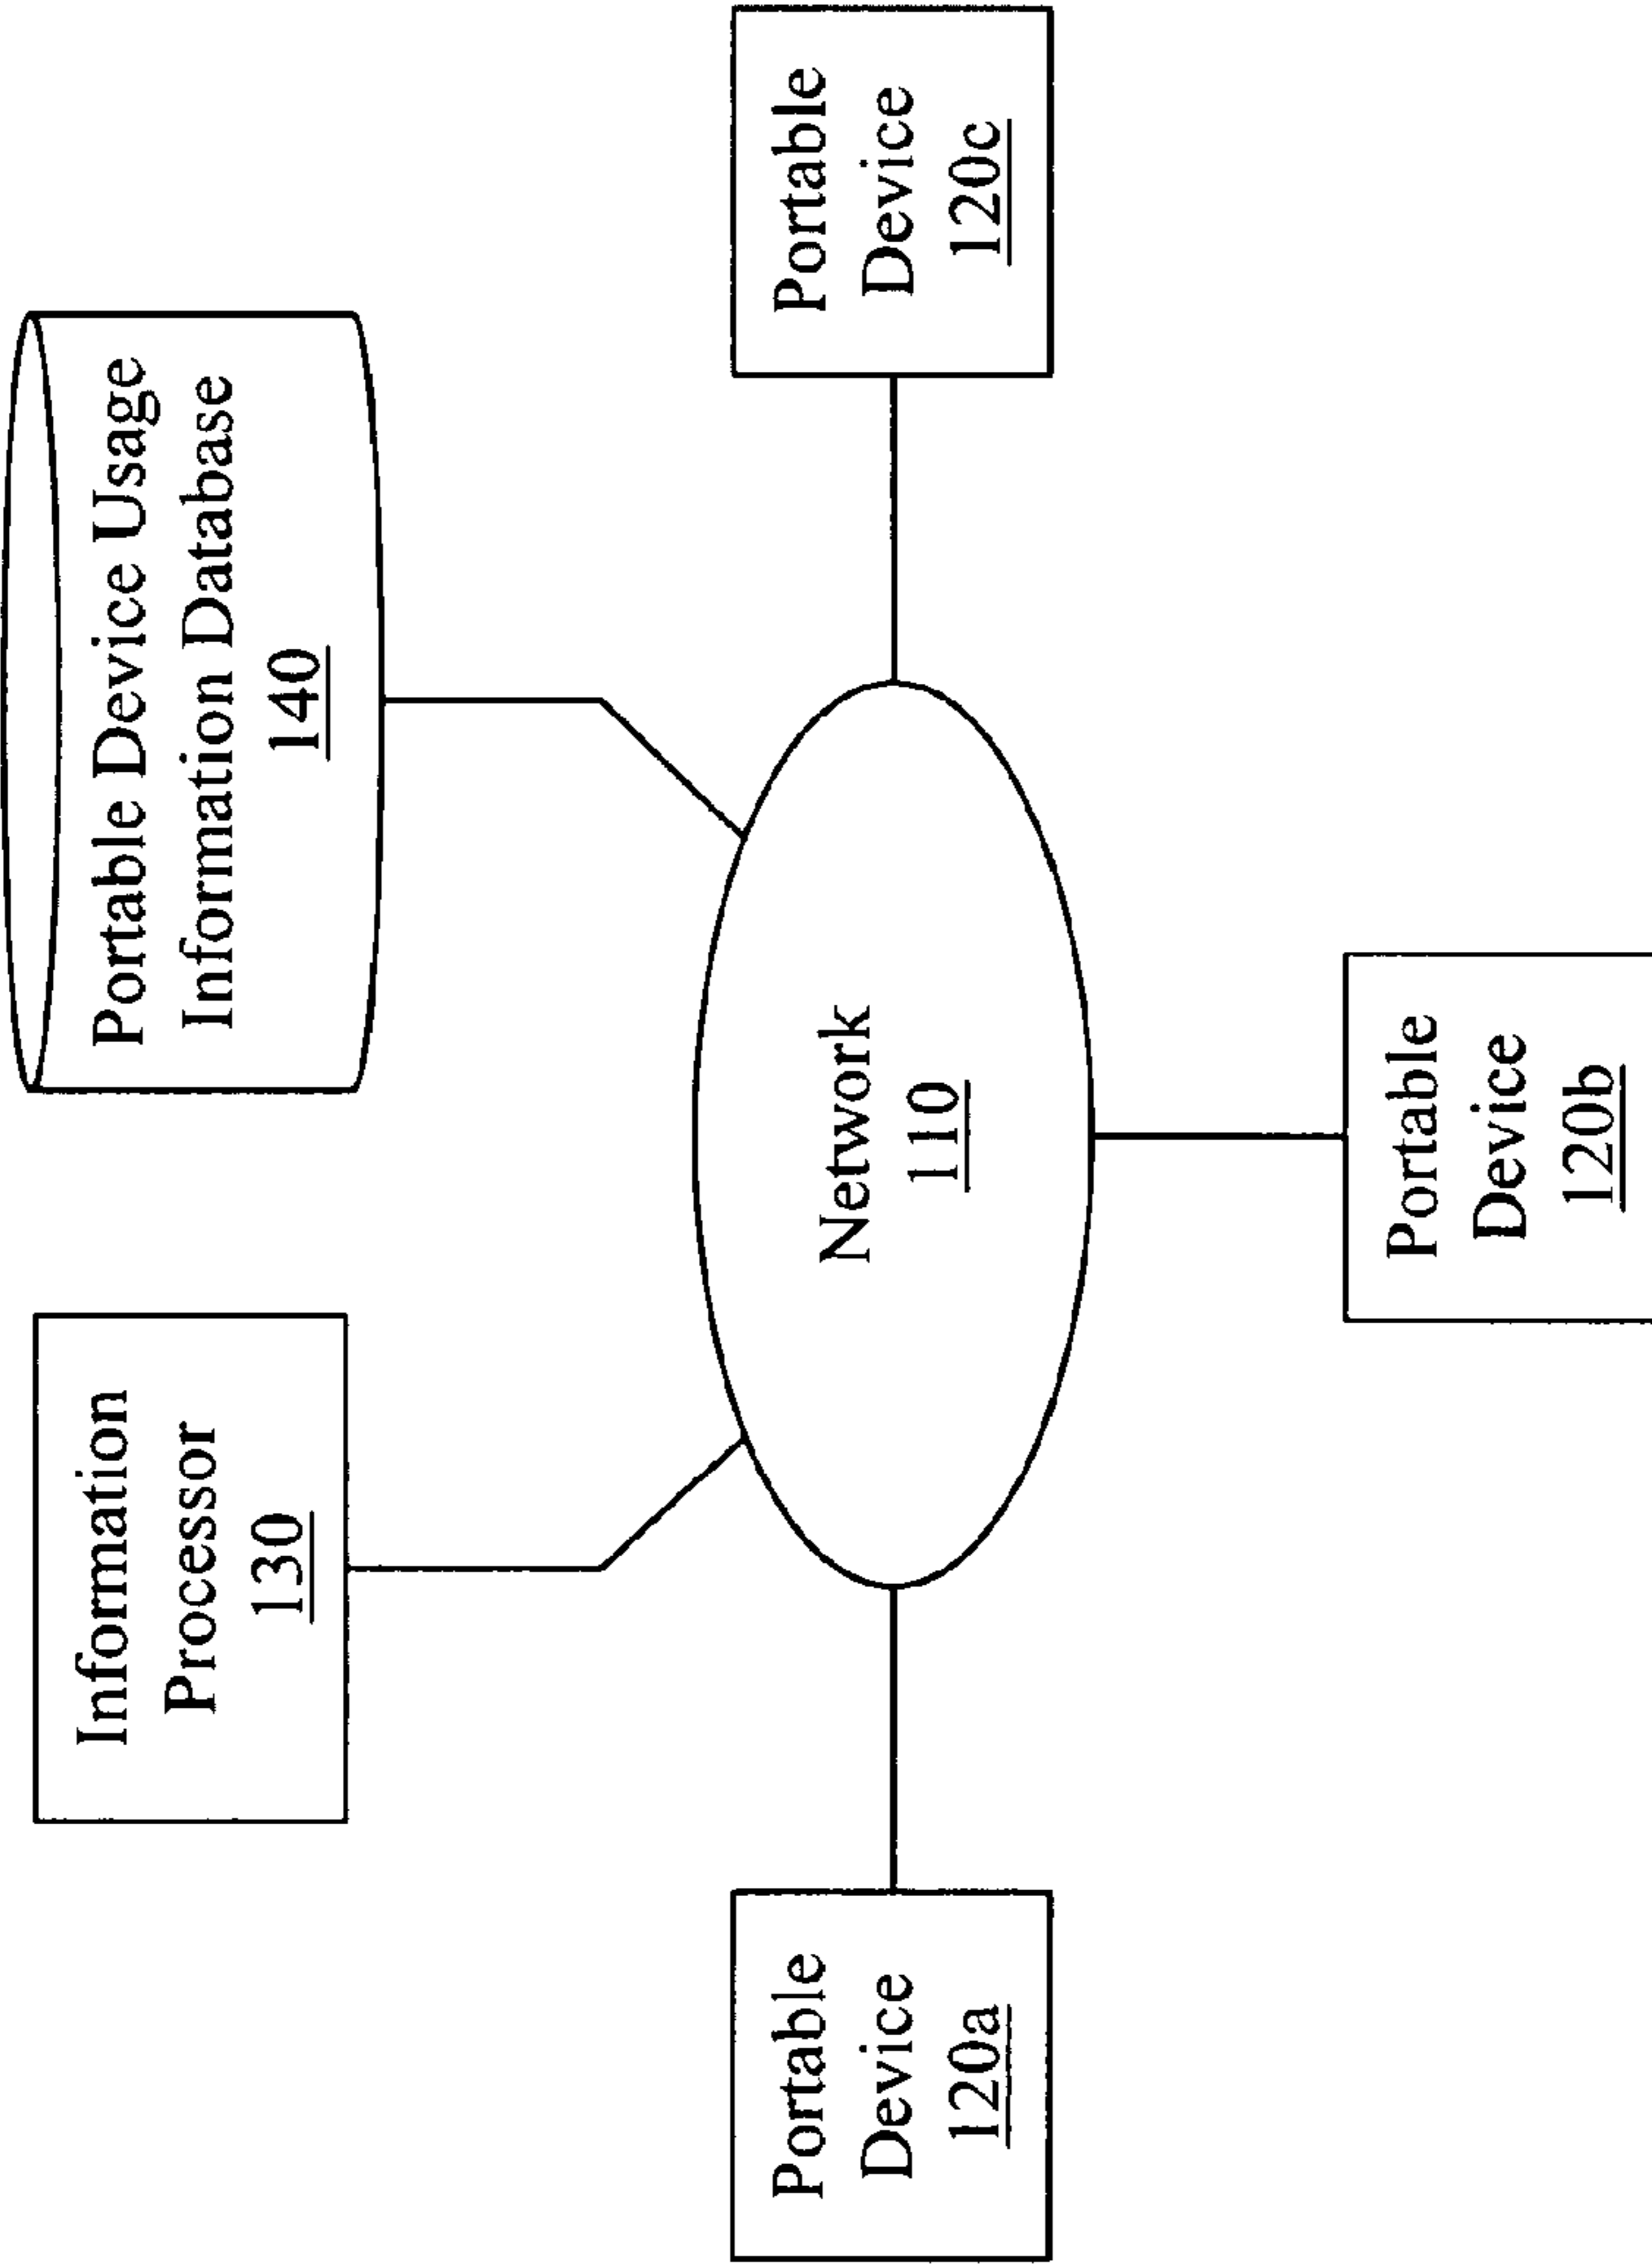 Information
Processor
130
Portable Device Usage
Information Database
140
Portable
Device
120a
Network
110
Portable
Device
120c
Portable
Device
120b